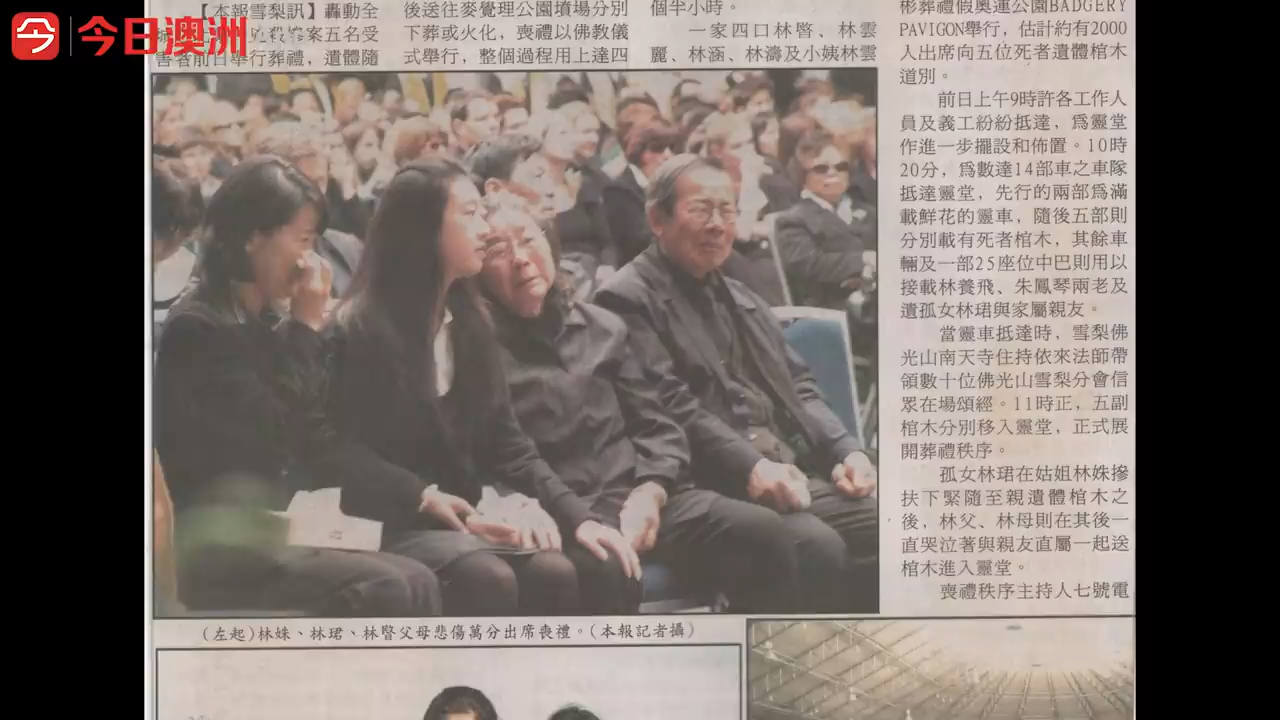 今日澳洲
【本報雪梨訊】轟動全
害者前日舉行葬禮，遺體隨
後送往麥覺理公園墳場分別
下葬或火化，喪禮以佛教儀
式舉行，整個過程用上達四
個半小時。
一家四口林暋、林雲
麗、林涵、林濤及小姨林雲
彬葬禮假奧運公園BADGERY
PAVIGON舉行，估計約有2000
人出席向五位死者遺體棺木
道別。
前日上午9時許各工作人
員及義工紛紛抵達，爲靈堂
作進一步擺設和佈置。10時
20分，爲數達14部車之車隊
抵達靈堂，先行的兩部爲滿
載鮮花的靈車，隨後五部則
分別載有死者棺木，其餘車
輛及一部25座位中巴則用以
接載林養飛、朱鳳琴兩老及
遺孤女林珺與家屬親友。
當靈車抵達時，雪梨佛
光山南天寺住持依來法師帶
領數十位佛光山雪梨分會信
眾在場頌經。11時正，五副
棺木分別移入靈堂，正式展
開葬禮秩序。
孤女林珺在姑姐林姝摻
扶下緊隨至親遺體棺木之
後，林父、林母則在其後一
直哭泣著與親友直屬一起送
棺木進入靈堂。
喪禮秩序主持人七號電
（左起）林姝、林珺、林暋父母悲傷萬分出席喪禮。（本報記者攝）